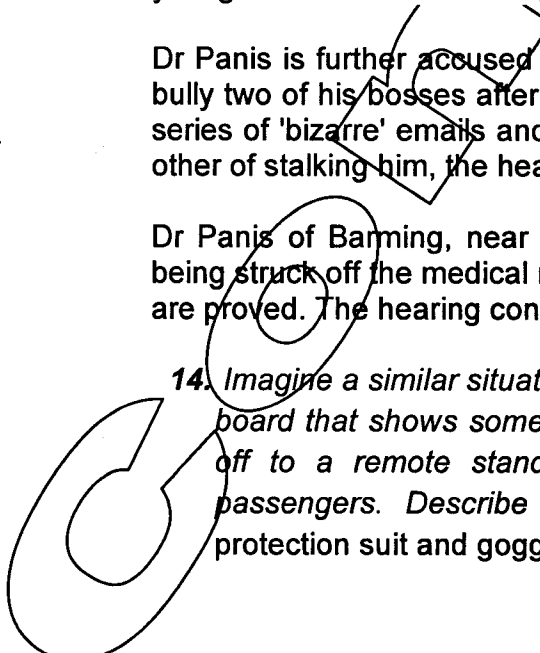 Dr Panis is further accused
bully two of his bosses after
series of 'bizarre' emails and
other of stalking him, the hea
Dr Panis of Barming, near
being struck off the medical
are proved. The hearing con
14. Imagine a similar situat
board that shows some
off to a remote stand
passengers. Describe
protection suit and gogg